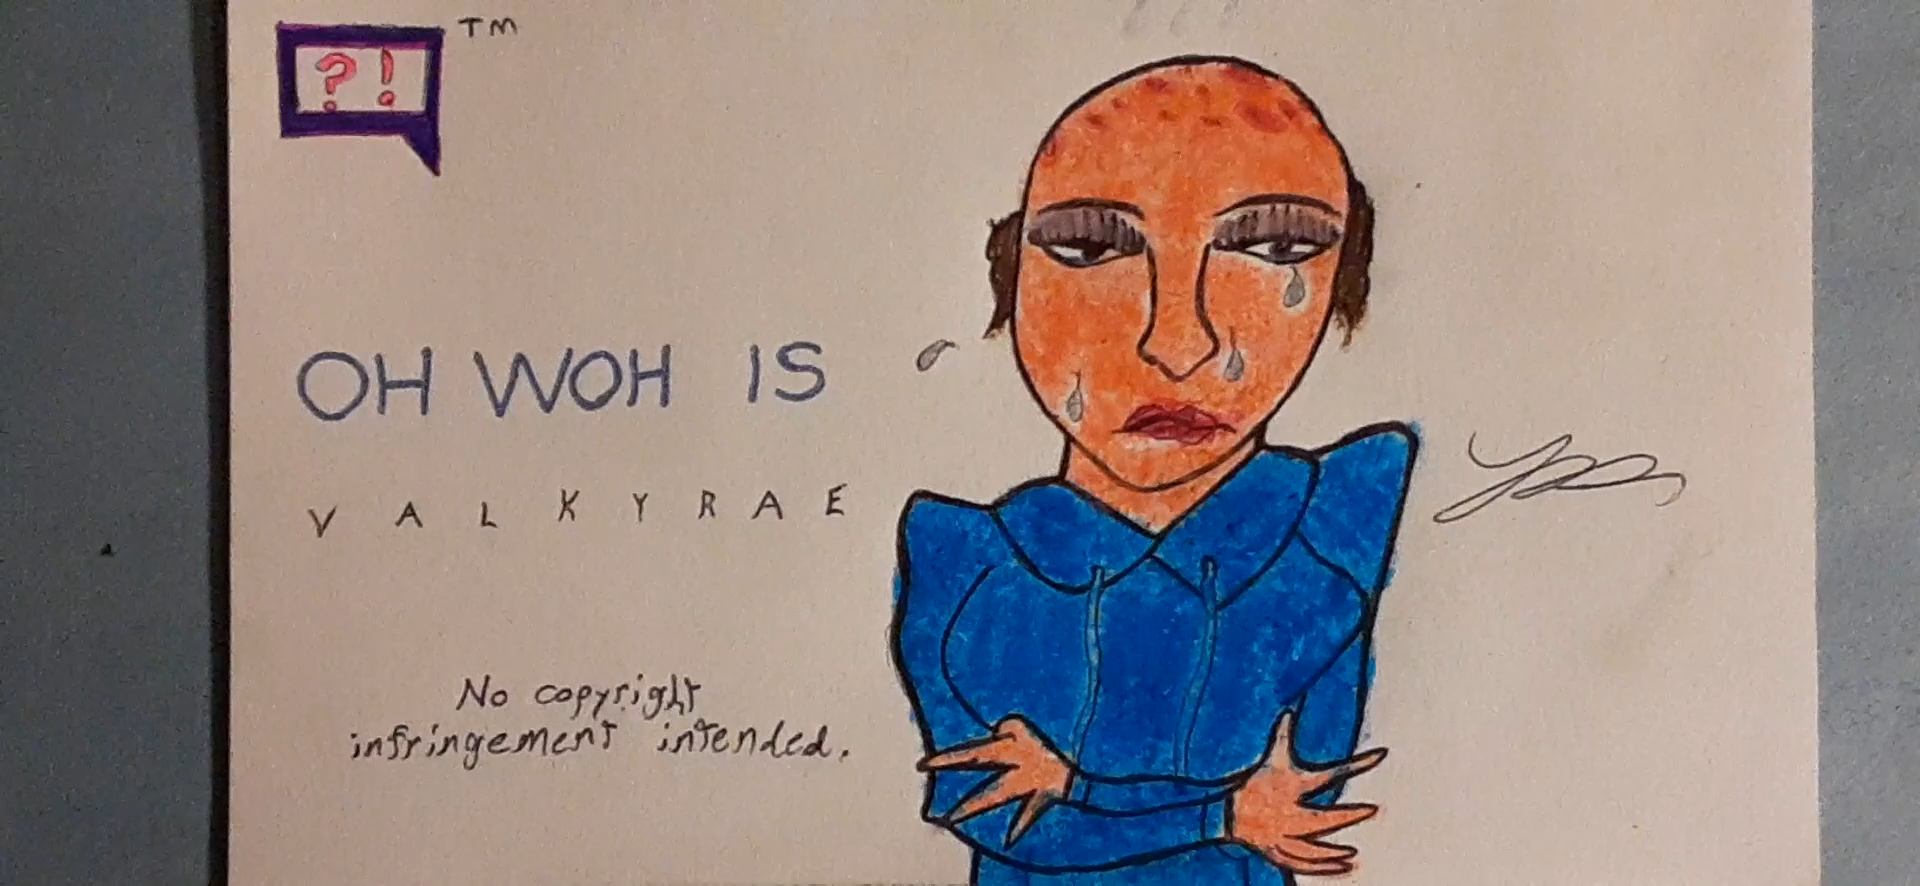 ?! TM
OH WOH IS
VALKYRAE
No copyright
infringement intended.